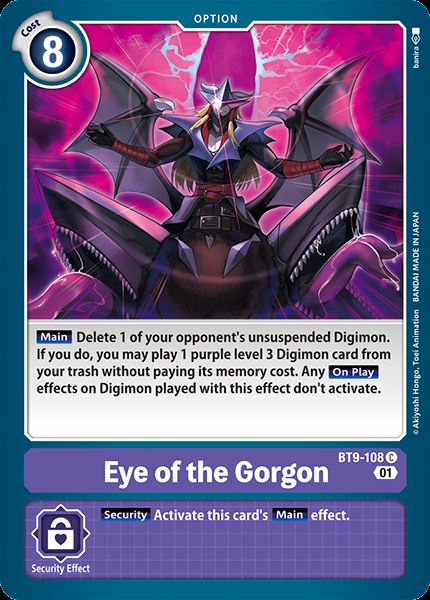 OPTION
Cost
8
banira
Main Delete 1 of your opponent's unsuspended Digimon.
If you do, you may play 1 purple level 3 Digimon card from
your trash without paying its memory cost. Any On Play
effects on Digimon played with this effect don't activate.
© Akiyoshi Hongo, Toei Animation BANDAI MADE IN JAPAN
BT9-108 C
Eye of the Gorgon
01
Security Activate this card's Main effect.
Security Effect